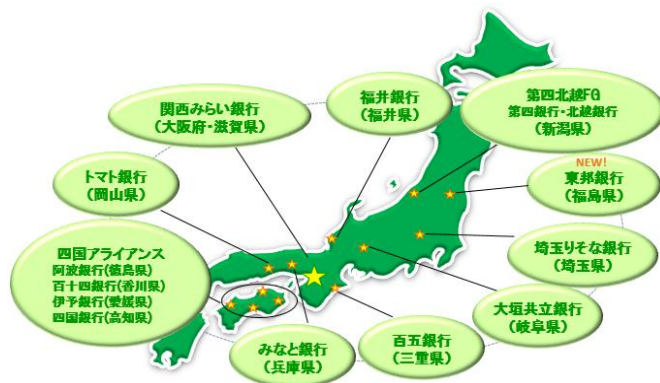 関西みらい銀行
(大阪府・滋賀県)
福井銀行
(福井県)
第四北越FG
第四銀行・北越銀行
(新潟県)
トマト銀行
(岡山県)
NEW!
東邦銀行
(福島県)
四国アライアンス
阿波銀行(徳島県)
百十四銀行(香川県)
伊予銀行(愛媛県)
四国銀行(高知県)
埼玉りそな銀行
(埼玉県)
大垣共立銀行
(岐阜県)
みなと銀行
(兵庫県)
百五銀行
(三重県)